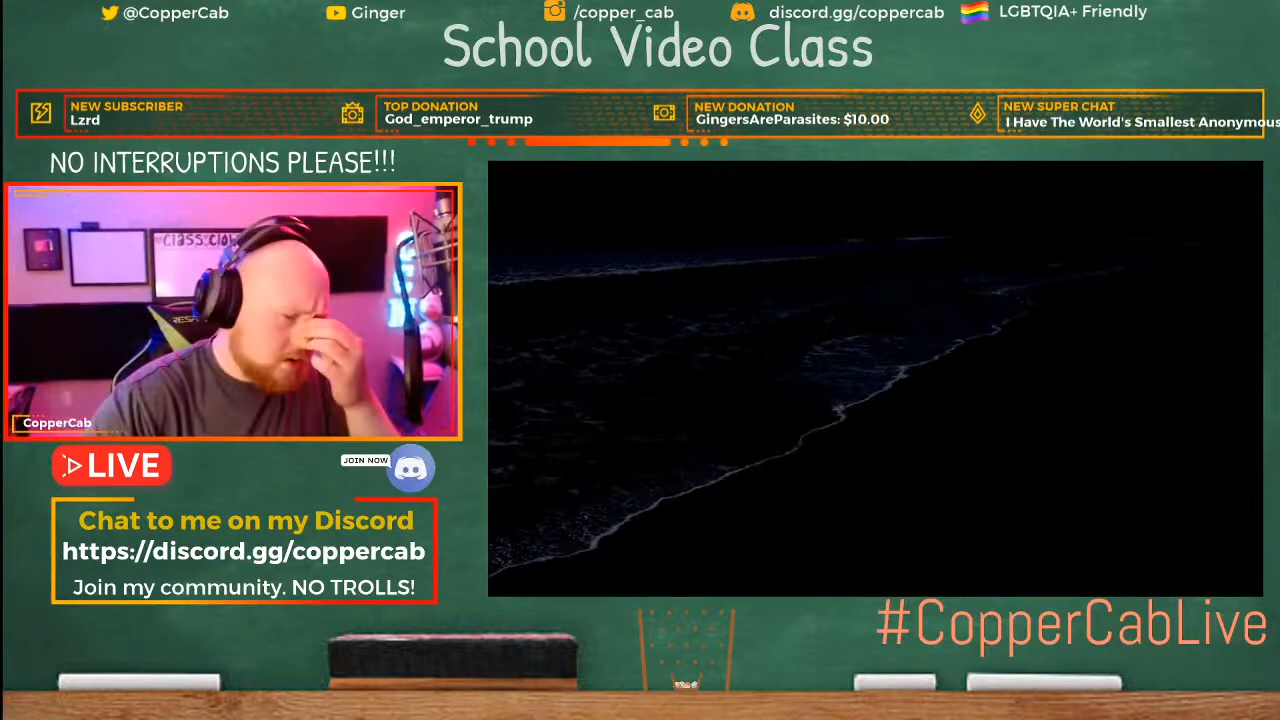 @CopperCab
Ginger
/copper_cab
discord.gg/coppercab
LGBTQIA+ Friendly
School Video Class
NEW SUBSCRIBER
Lzrd
TOP DONATION
God_emperor_trump
NEW DONATION
GingersAreParasites: $10.00
NEW SUPER CHAT
I Have The World's Smallest Anonymous
NO INTERRUPTIONS PLEASE!!!
CopperCab
LIVE
JOIN NOW
Chat to me on my Discord
https://discord.gg/coppercab
Join my community. NO TROLLS!
#CopperCabLive